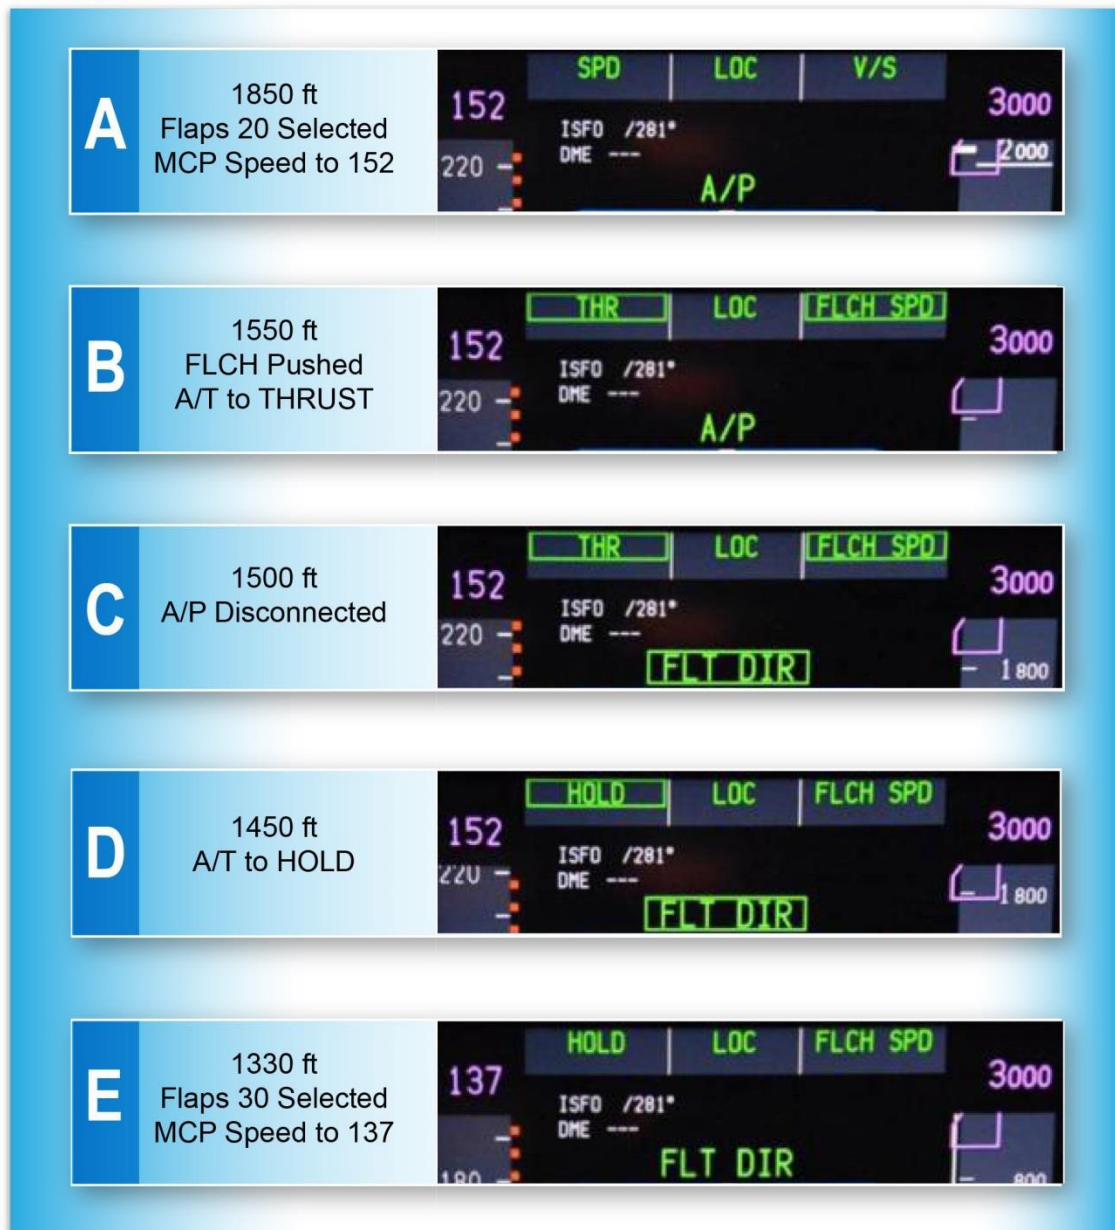 A
1850 ft
Flaps 20 Selected
MCP Speed to 152
SPD LOC V/S
152
3000
ISFO /281°
DME ---
220
2000
A/P
B
1550 ft
FLCH Pushed
A/T to THRUST
THR LOC FLCH SPD
152
3000
ISFO /281°
DME ---
220
A/P
C
1500 ft
A/P Disconnected
THR LOC FLCH SPD
152
3000
ISFO /281°
DME ---
220
1800
FLT DIR
D
1450 ft
A/T to HOLD
HOLD LOC FLCH SPD
152
3000
ISFO /281°
DME ---
220
1800
FLT DIR
E
1330 ft
Flaps 30 Selected
MCP Speed to 137
HOLD LOC FLCH SPD
137
3000
ISFO /281°
DME ---
FLT DIR
180
800